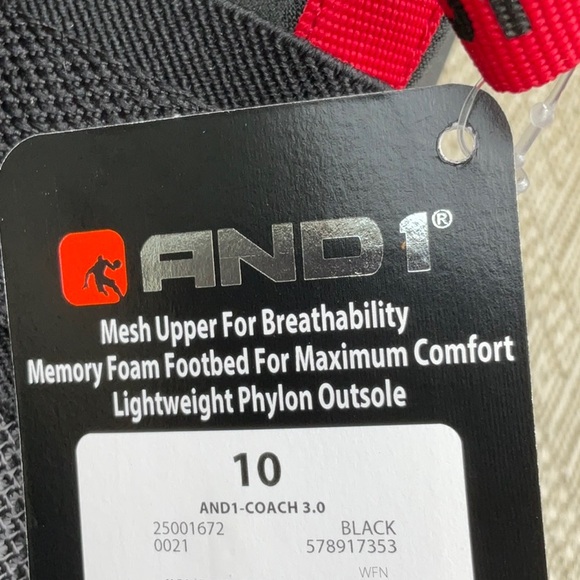 AND1®
Mesh Upper For Breathability
Memory Foam Footbed For Maximum Comfort
Lightweight Phylon Outsole
10
AND1-COACH 3.0
25001672 BLACK
0021 578917353
WFN